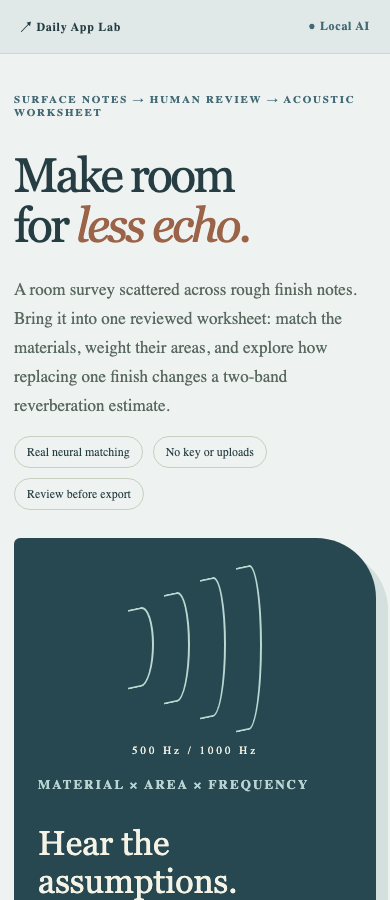 ↗ Daily App Lab
● Local AI
SURFACE NOTES → HUMAN REVIEW → ACOUSTIC
WORKSHEET
Make room
for less echo.
A room survey scattered across rough finish notes.
Bring it into one reviewed worksheet: match the
materials, weight their areas, and explore how
replacing one finish changes a two-band
reverberation estimate.
Real neural matching
No key or uploads
Review before export
500 Hz / 1000 Hz
MATERIAL × AREA × FREQUENCY
Hear the
assumptions.